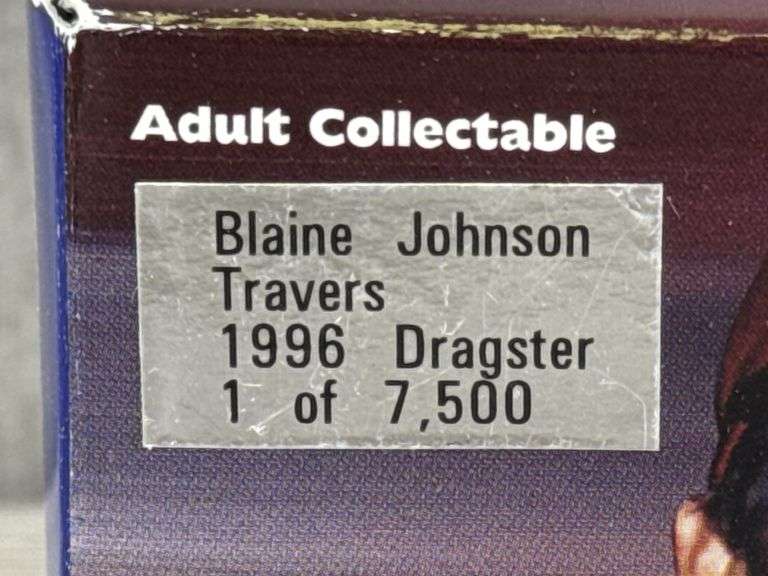 Adult Collectable
Blaine Johnson
Travers
1996 Dragster
1 of 7,500